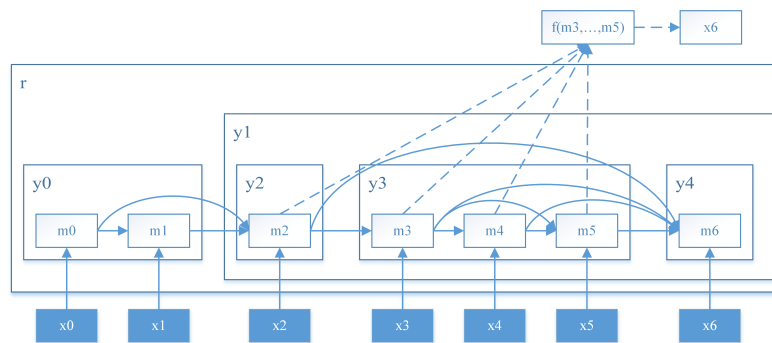 f(m3,…,m5) x6
r
y1
y0 y2 y3 y4
m0 m1 m2 m3 m4 m5 m6
x0 x1 x2 x3 x4 x5 x6